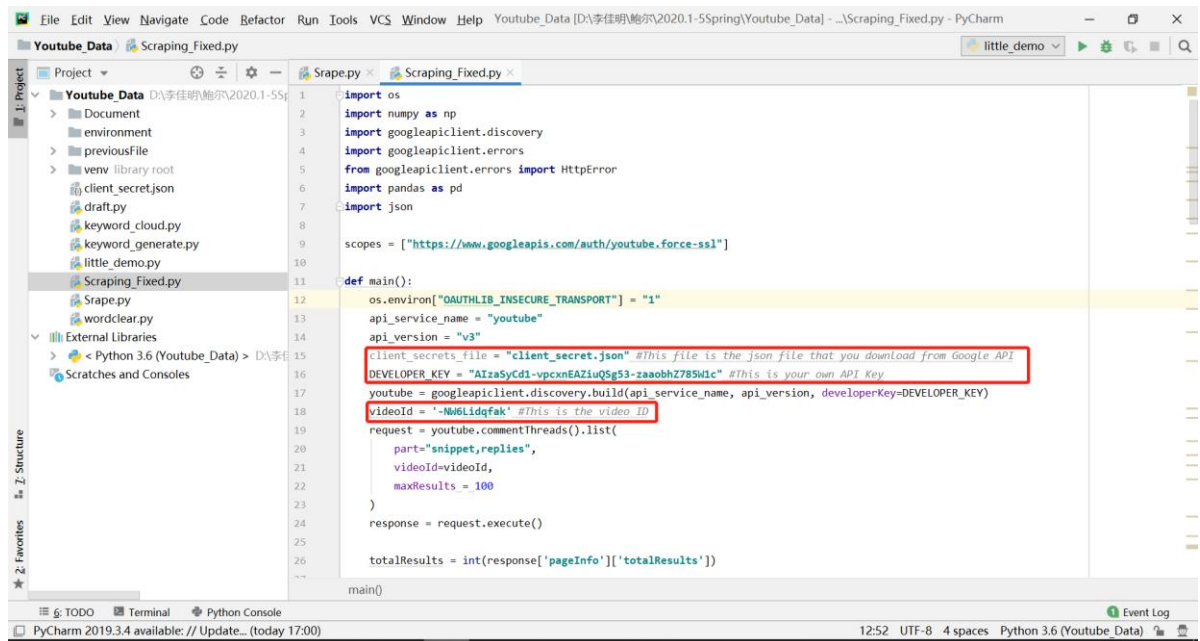 File Edit View Navigate Code Refactor Run Tools VCS Window Help Youtube_Data [D:\李佳明\鲍尔\2020.1-5Spring\Youtube_Data] - ...\Scraping_Fixed.py - PyCharm
Youtube_Data Scraping_Fixed.py little_demo
1: Project
Project
Srape.py
Scraping_Fixed.py
Youtube_Data D:\李佳明\鲍尔\2020.1-5Sp
Document
environment
previousFile
venv library root
client_secret.json
draft.py
keyword_cloud.py
keyword_generate.py
little_demo.py
Scraping_Fixed.py
Srape.py
wordclear.py
External Libraries
< Python 3.6 (Youtube_Data) > D:\李佳
Scratches and Consoles
1 import os
2 import numpy as np
3 import googleapiclient.discovery
4 import googleapiclient.errors
5 from googleapiclient.errors import HttpError
6 import pandas as pd
7 import json
8
9 scopes = ["https://www.googleapis.com/auth/youtube.force-ssl"]
10
11 def main():
12 os.environ["OAUTHLIB_INSECURE_TRANSPORT"] = "1"
13 api_service_name = "youtube"
14 api_version = "v3"
15 client_secrets_file = "client_secret.json" #This file is the json file that you download from Google API
16 DEVELOPER_KEY = "AIzaSyCd1-vpcxnEAZiuQSg53-zaaobhZ785W1c" #This is your own API Key
17 youtube = googleapiclient.discovery.build(api_service_name, api_version, developerKey=DEVELOPER_KEY)
18 videoId = '-NW6Lidqfak' #This is the video ID
19 request = youtube.commentThreads().list(
20 part="snippet,replies",
21 videoId=videoId,
22 maxResults = 100
23 )
24 response = request.execute()
25
26 totalResults = int(response['pageInfo']['totalResults'])
main()
Z: Structure
2: Favorites
6: TODO Terminal Python Console 1 Event Log
PyCharm 2019.3.4 available: // Update... (today 17:00) 12:52 UTF-8 4 spaces Python 3.6 (Youtube_Data)